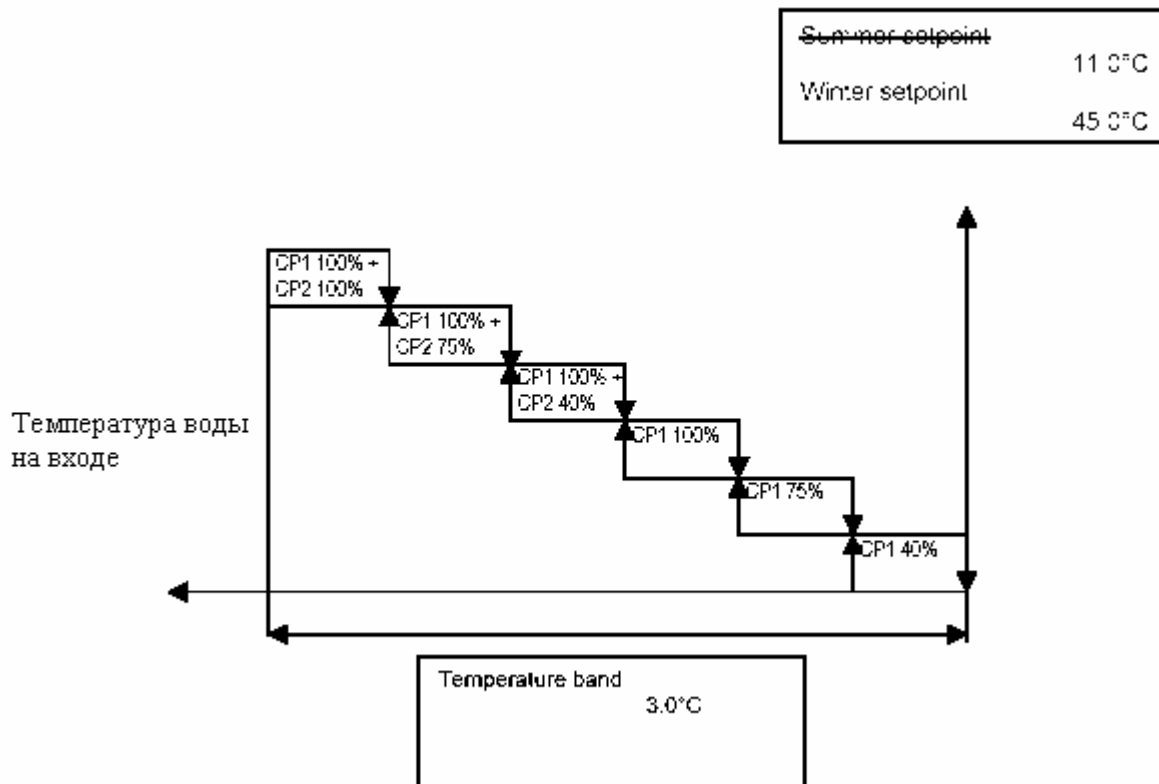 Summer setpoint
11.0°C
Winter setpoint
45.0°C
CP1 100% +
CP2 100%
CP1 100% +
CP2 75%
CP1 100% +
CP2 40%
CP1 100%
CP1 75%
CP1 40%
Температура воды
на входе
Temperature band
3.0°C